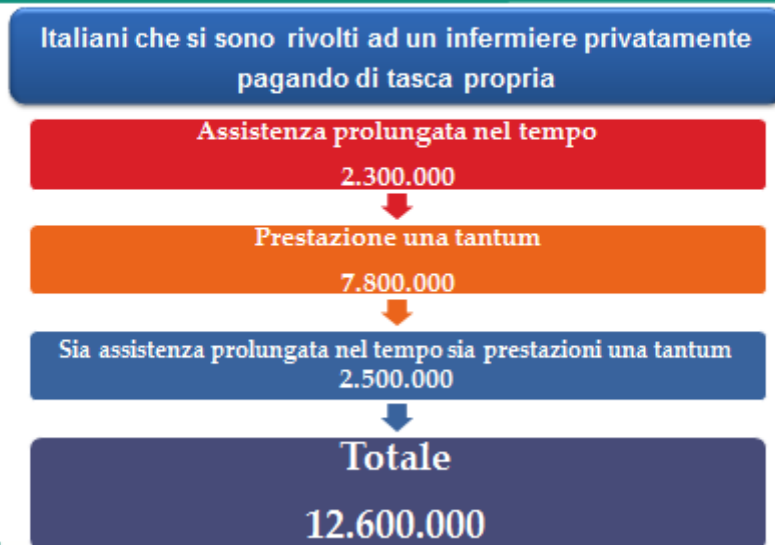 Italiani che si sono rivolti ad un infermiere privatamente
pagando di tasca propria
Assistenza prolungata nel tempo
2.300.000
Prestazione una tantum
7.800.000
Sia assistenza prolungata nel tempo sia prestazioni una tantum
2.500.000
Totale
12.600.000